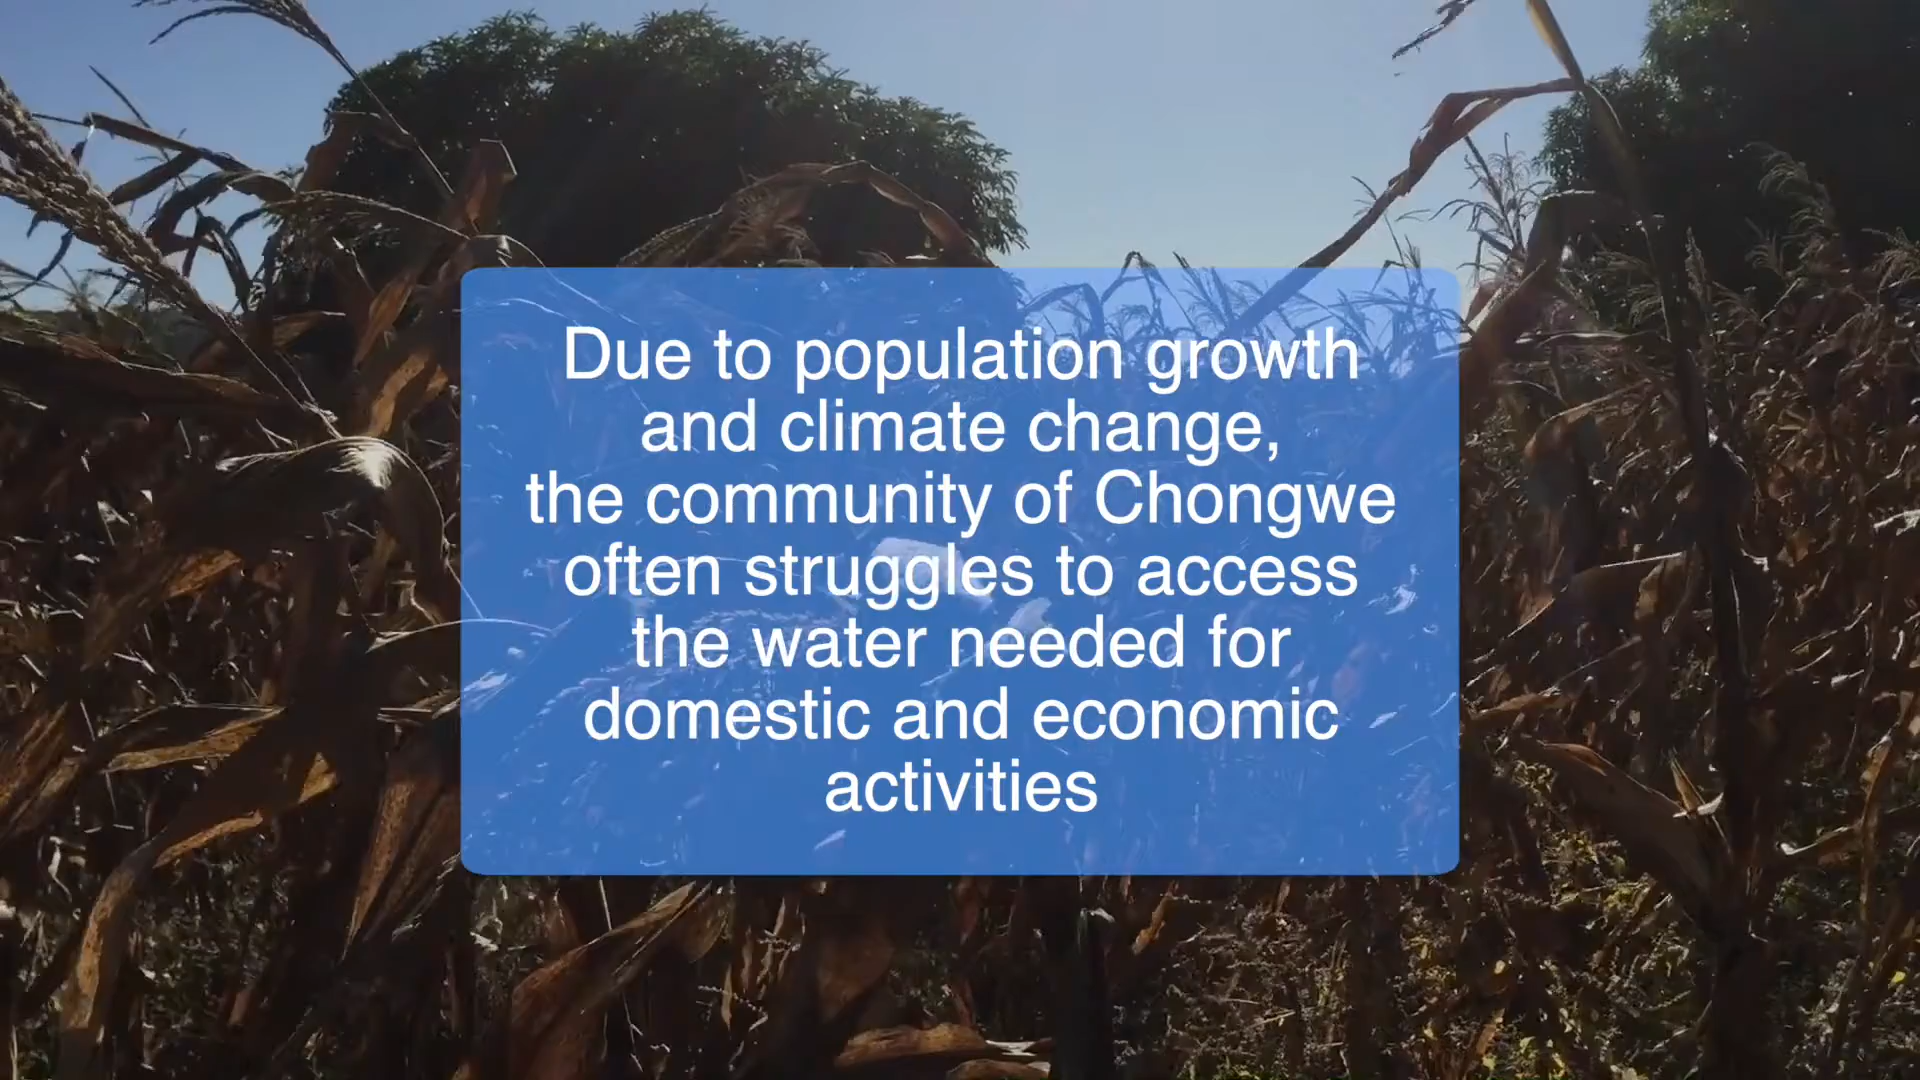 Due to population growth
and climate change,
the community of Chongwe
often struggles to access
the water needed for
domestic and economic
activities